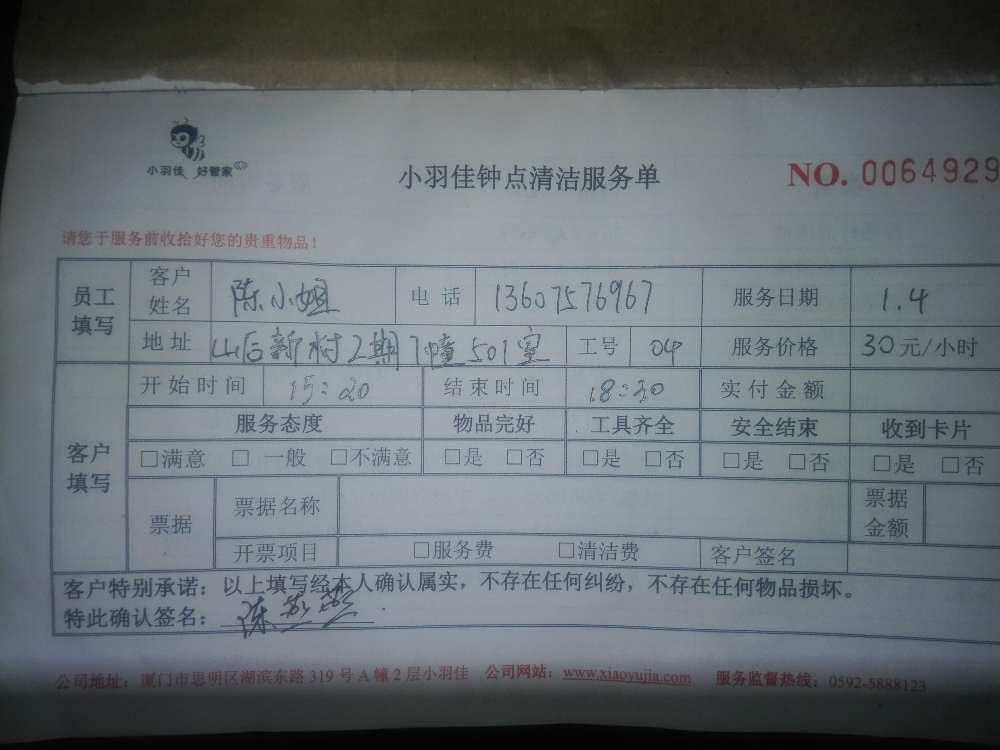 小羽佳 好管家
小羽佳钟点清洁服务单
NO. 0064929
请您于服务前收拾好您的贵重物品！
员工填写 客户姓名 陈小姐 电话 13607576967 服务日期 1.4
地址 山后新村2期7幢501室 工号 04 服务价格 30元/小时
客户填写 开始时间 15:20 结束时间 18:20 实付金额
服务态度 物品完好 工具齐全 安全结束 收到卡片
□满意 □一般 □不满意 □是 □否 □是 □否 □是 □否 □是 □否
票据 票据名称 票据金额
开票项目 □服务费 □清洁费 客户签名
客户特别承诺：以上填写经本人确认属实，不存在任何纠纷，不存在任何物品损坏。
特此确认签名：陈
公司地址：厦门市思明区湖滨东路319号A幢2层小羽佳 公司网站：www.xiaoyujia.com 服务监督热线：0592-5888123